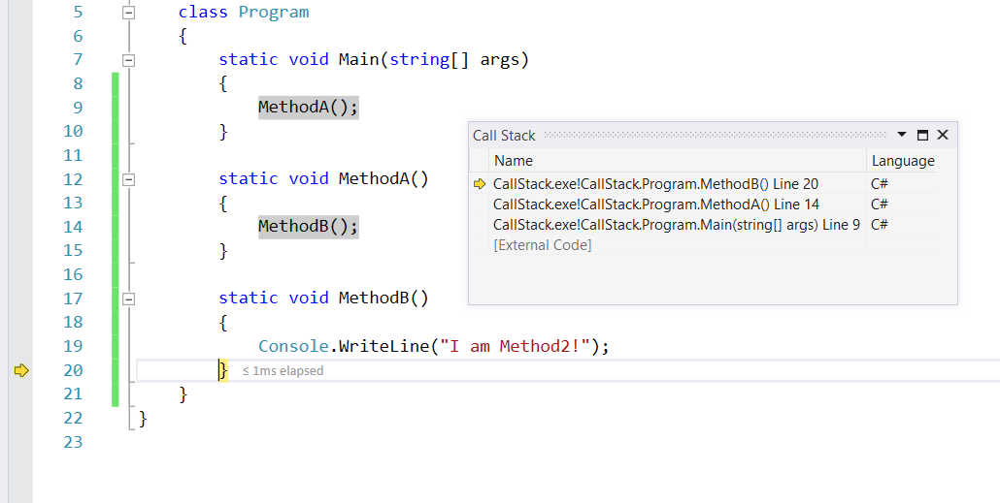 5 class Program
6 {
7 static void Main(string[] args)
8 {
9 MethodA();
10 }
11
12 static void MethodA()
13 {
14 MethodB();
15 }
16
17 static void MethodB()
18 {
19 Console.WriteLine("I am Method2!");
20 } ≤ 1ms elapsed
21 }
22 }
23
Call Stack
Name Language
CallStack.exe!CallStack.Program.MethodB() Line 20 C#
CallStack.exe!CallStack.Program.MethodA() Line 14 C#
CallStack.exe!CallStack.Program.Main(string[] args) Line 9 C#
[External Code]